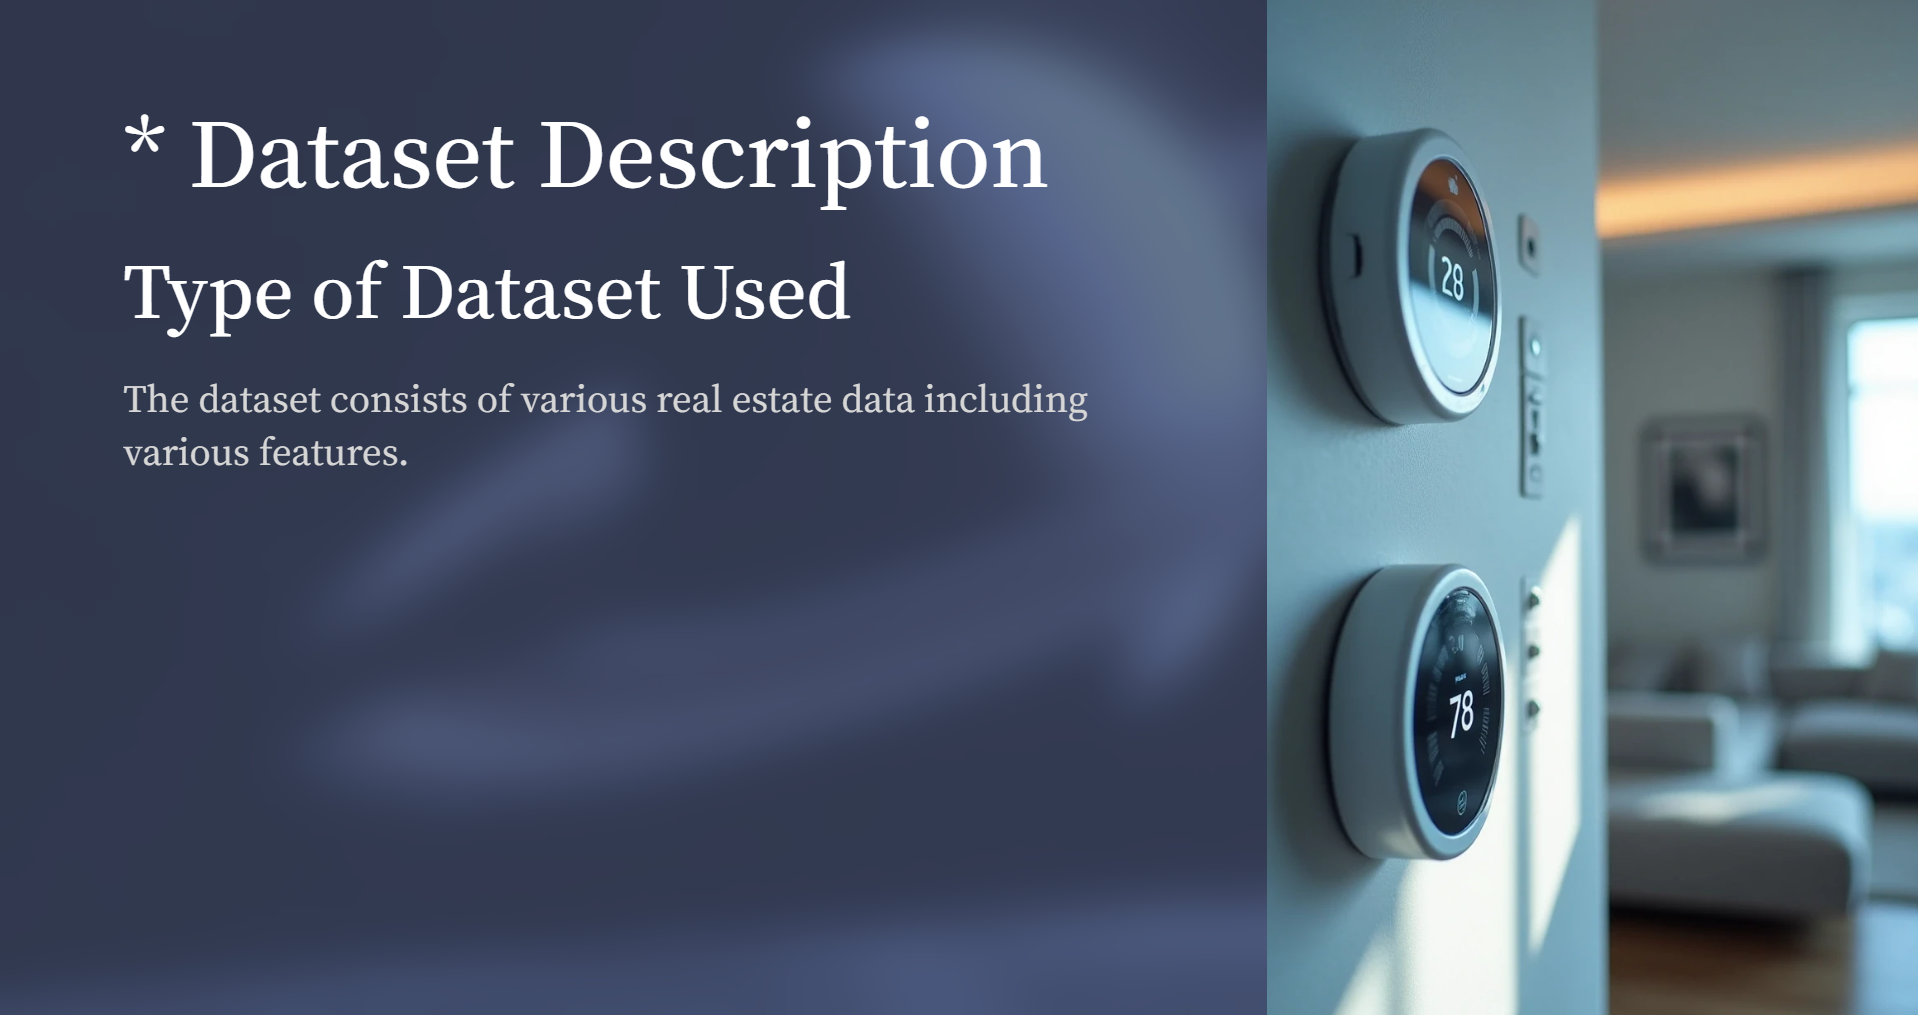 * Dataset Description
Type of Dataset Used
The dataset consists of various real estate data including
various features.
28
78